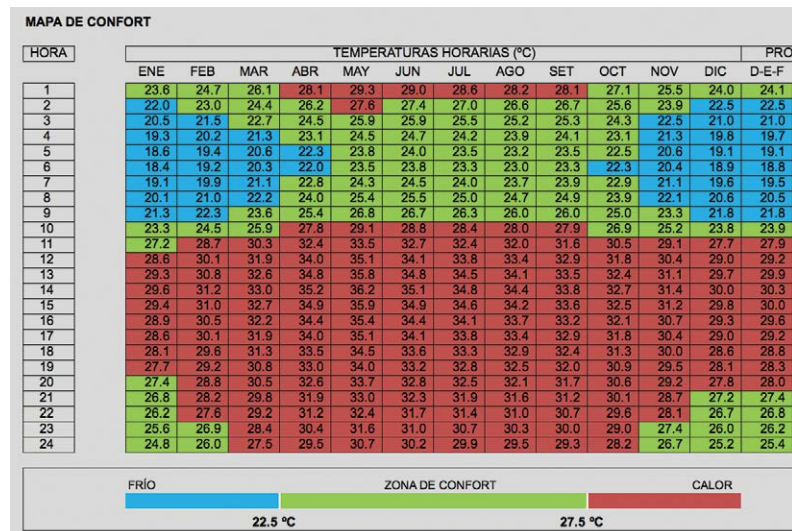 MAPA DE CONFORT
HORA TEMPERATURAS HORARIAS (ºC) PRO
ENE FEB MAR ABR MAY JUN JUL AGO SET OCT NOV DIC D-E-F
1 23.6 24.7 26.1 28.1 29.3 29.0 28.6 28.2 28.1 27.1 25.5 24.0 24.1
2 22.0 23.0 24.4 26.2 27.6 27.4 27.0 26.6 26.7 25.6 23.9 22.5 22.5
3 20.5 21.5 22.7 24.5 25.9 25.9 25.5 25.2 25.3 24.3 22.5 21.0 21.0
4 19.3 20.2 21.3 23.1 24.5 24.7 24.2 23.9 24.1 23.1 21.3 19.8 19.7
5 18.6 19.4 20.6 22.3 23.8 24.0 23.5 23.2 23.5 22.5 20.6 19.1 19.1
6 18.4 19.2 20.3 22.0 23.5 23.8 23.3 23.0 23.3 22.3 20.4 18.9 18.8
7 19.1 19.9 21.1 22.8 24.3 24.5 24.0 23.7 23.9 22.9 21.1 19.6 19.5
8 20.1 21.0 22.2 24.0 25.4 25.5 25.0 24.7 24.9 23.9 22.1 20.6 20.5
9 21.3 22.3 23.6 25.4 26.8 26.7 26.3 26.0 26.0 25.0 23.3 21.8 21.8
10 23.3 24.5 25.9 27.8 29.1 28.8 28.4 28.0 27.9 26.9 25.2 23.8 23.9
11 27.2 28.7 30.3 32.4 33.5 32.7 32.4 32.0 31.6 30.5 29.1 27.7 27.9
12 28.6 30.1 31.9 34.0 35.1 34.1 33.8 33.4 32.9 31.8 30.4 29.0 29.2
13 29.3 30.8 32.6 34.8 35.8 34.8 34.5 34.1 33.5 32.4 31.1 29.7 29.9
14 29.6 31.2 33.0 35.2 36.2 35.1 34.8 34.4 33.8 32.7 31.4 30.0 30.3
15 29.4 31.0 32.7 34.9 35.9 34.9 34.6 34.2 33.6 32.5 31.2 29.8 30.0
16 28.9 30.5 32.2 34.4 35.4 34.4 34.1 33.7 33.2 32.1 30.7 29.3 29.6
17 28.6 30.1 31.9 34.0 35.1 34.1 33.8 33.4 32.9 31.8 30.4 29.0 29.2
18 28.1 29.6 31.3 33.5 34.5 33.6 33.3 32.9 32.4 31.3 30.0 28.6 28.8
19 27.7 29.2 30.8 33.0 34.0 33.2 32.8 32.5 32.0 30.9 29.5 28.1 28.3
20 27.4 28.8 30.5 32.6 33.7 32.8 32.5 32.1 31.7 30.6 29.2 27.8 28.0
21 26.8 28.2 29.8 31.9 33.0 32.3 31.9 31.6 31.2 30.1 28.7 27.2 27.4
22 26.2 27.6 29.2 31.2 32.4 31.7 31.4 31.0 30.7 29.6 28.1 26.7 26.8
23 25.6 26.9 28.4 30.4 31.6 31.0 30.7 30.3 30.0 29.0 27.4 26.0 26.2
24 24.8 26.0 27.5 29.5 30.7 30.2 29.9 29.5 29.3 28.2 26.7 25.2 25.4
FRÍO ZONA DE CONFORT CALOR
22.5 ºC 27.5 ºC